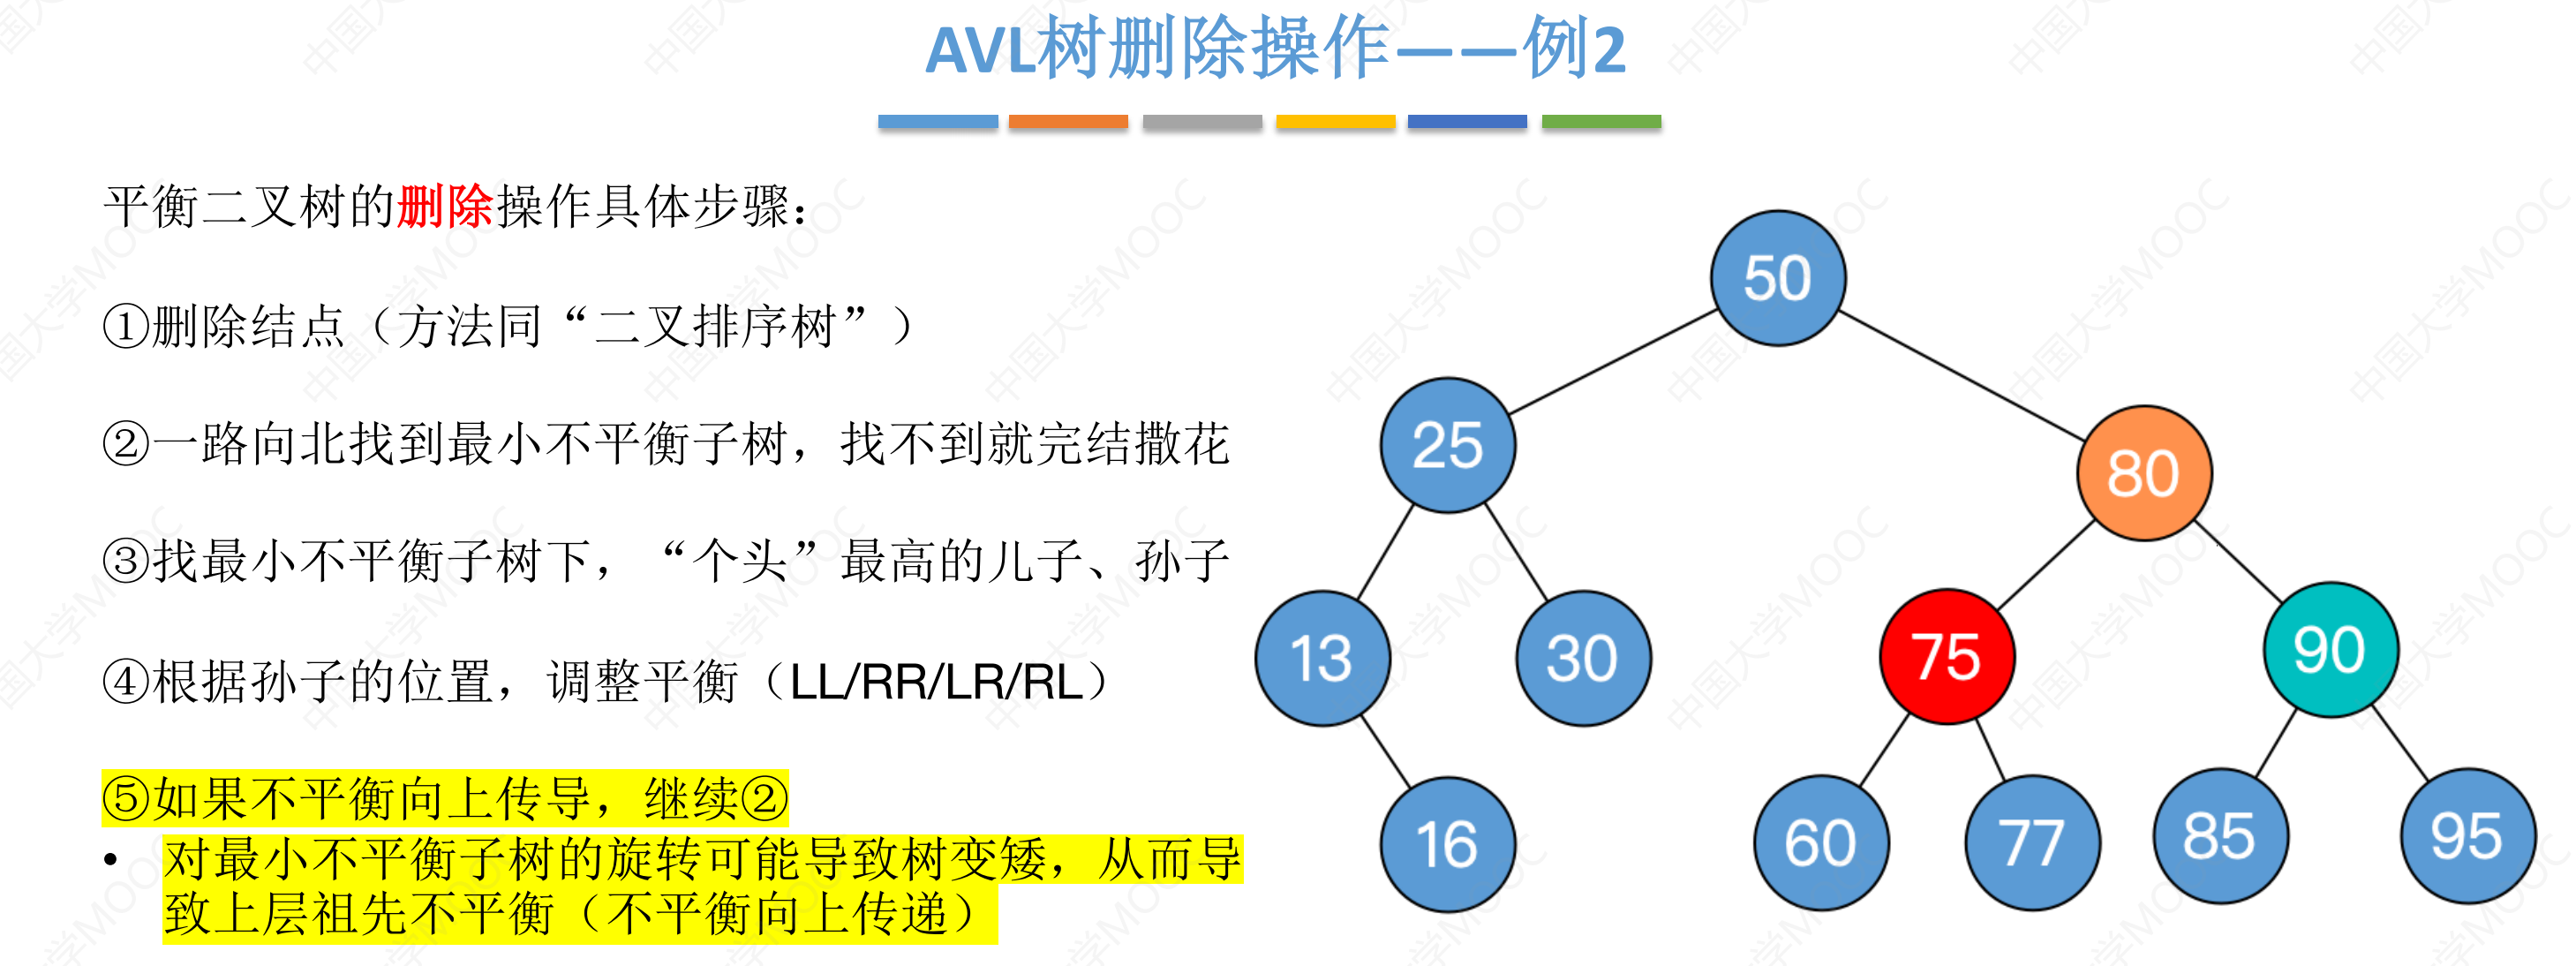 AVL树删除操作——例2
平衡二叉树的删除操作具体步骤：
①删除结点（方法同“二叉排序树”）
②一路向北找到最小不平衡子树，找不到就完结撒花
③找最小不平衡子树下，“个头”最高的儿子、孙子
④根据孙子的位置，调整平衡（LL/RR/LR/RL）
⑤如果不平衡向上传导，继续②
• 对最小不平衡子树的旋转可能导致树变矮，从而导
致上层祖先不平衡（不平衡向上传递）
50
25
80
13
30
75
90
16
60
77
85
95
中国大学MOOC